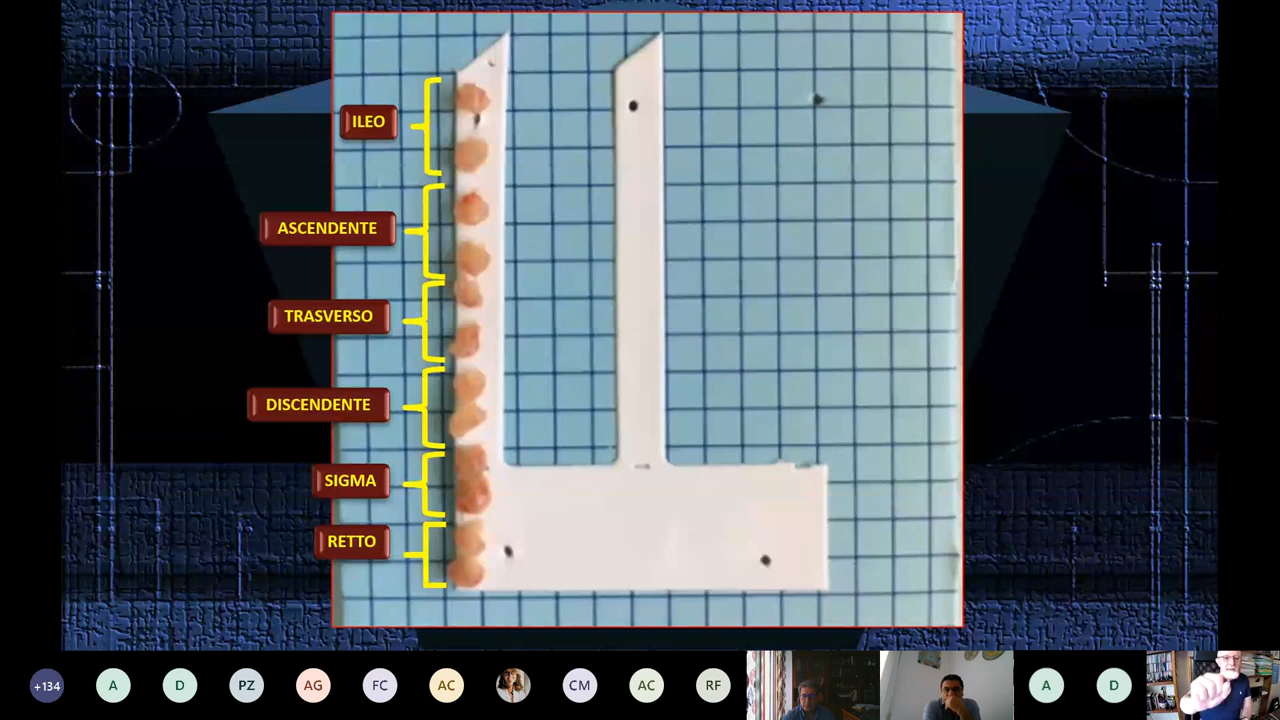 ILEO
ASCENDENTE
TRASVERSO
DISCENDENTE
SIGMA
RETTO
+134
A
D
PZ
AG
FC
AC
CM
AC
RF
A
D